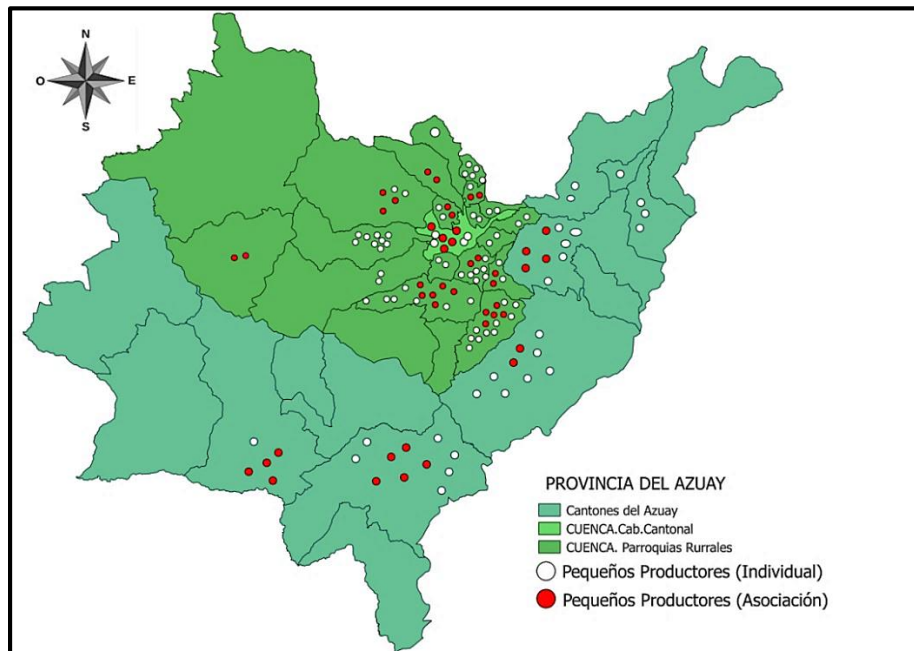 N
O E
S
PROVINCIA DEL AZUAY
Cantones del Azuay
CUENCA.Cab.Cantonal
CUENCA. Parroquias Rurrales
Pequeños Productores (Individual)
Pequeños Productores (Asociación)